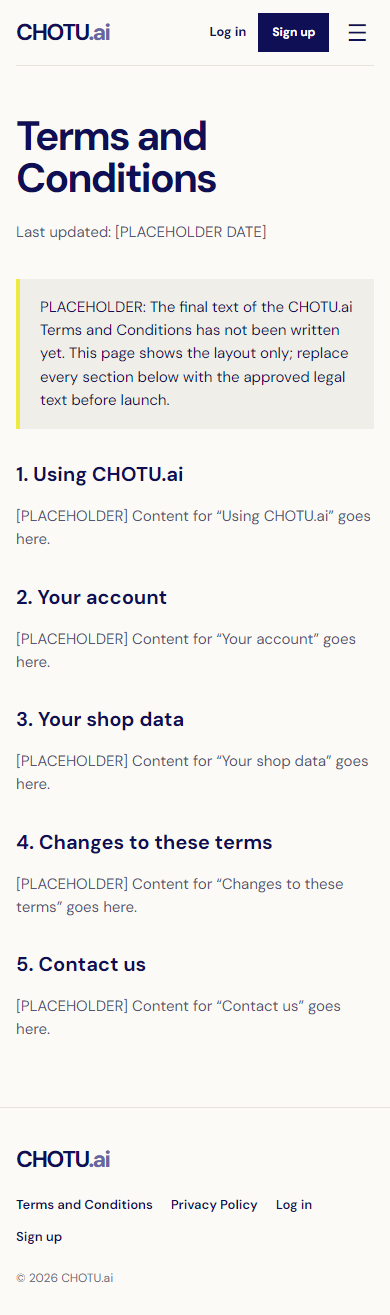 CHOTU.ai
Log in
Sign up
Terms and
Conditions
Last updated: [PLACEHOLDER DATE]
PLACEHOLDER: The final text of the CHOTU.ai
Terms and Conditions has not been written
yet. This page shows the layout only; replace
every section below with the approved legal
text before launch.
1. Using CHOTU.ai
[PLACEHOLDER] Content for “Using CHOTU.ai” goes
here.
2. Your account
[PLACEHOLDER] Content for “Your account” goes
here.
3. Your shop data
[PLACEHOLDER] Content for “Your shop data” goes
here.
4. Changes to these terms
[PLACEHOLDER] Content for “Changes to these
terms” goes here.
5. Contact us
[PLACEHOLDER] Content for “Contact us” goes
here.
CHOTU.ai
Terms and Conditions Privacy Policy Log in
Sign up
© 2026 CHOTU.ai